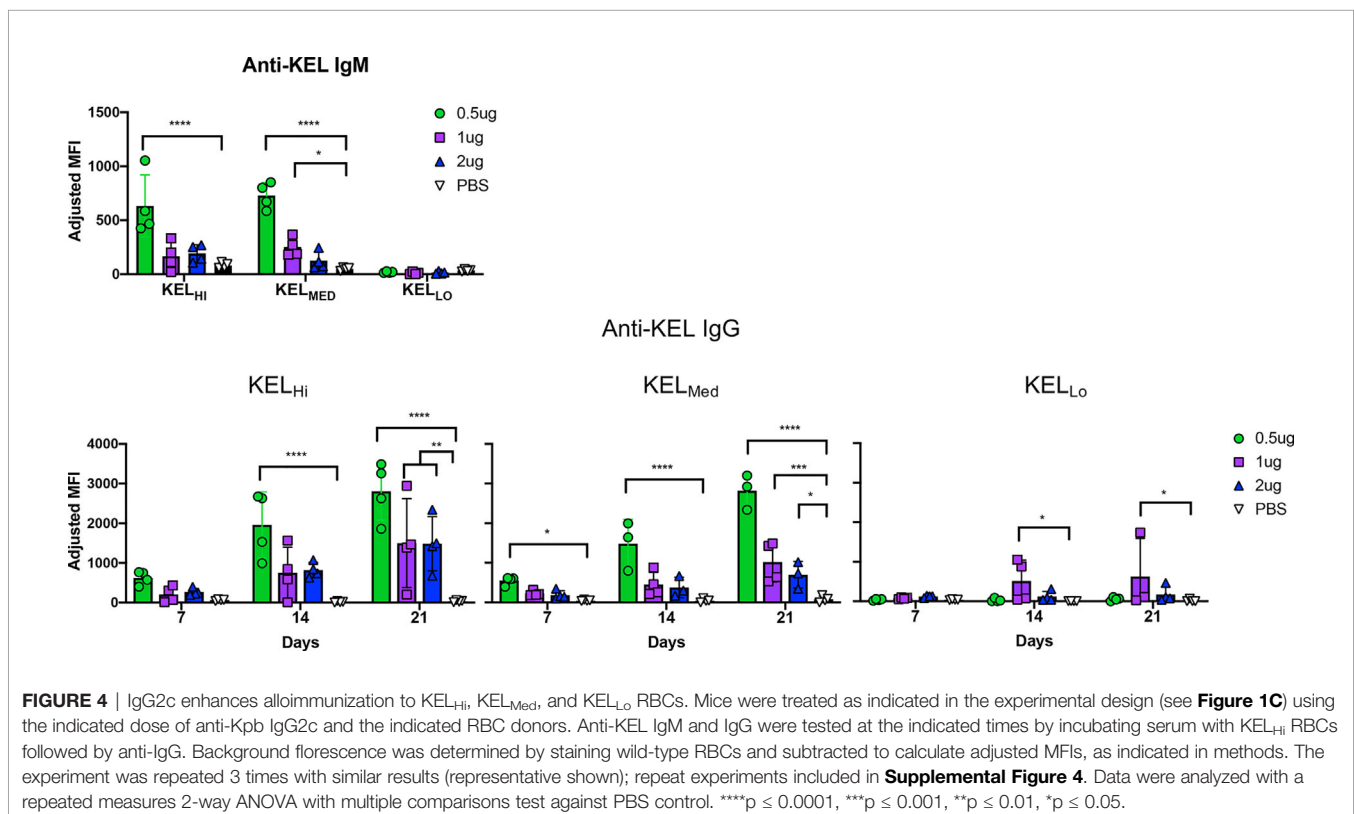 Anti-KEL IgM
1500
1000
500
0
Adjusted MFI
****
****
*
0.5ug
1ug
2ug
PBS
KELHI
KELMED
KELLO
Anti-KEL IgG
KELHi
KELMed
KELLo
4000
3000
2000
1000
0
Adjusted MFI
****
****
**
*
****
****
***
*
*
*
0.5ug
1ug
2ug
PBS
7 14 21
7 14 21
7 14 21
Days
Days
Days
FIGURE 4 | IgG2c enhances alloimmunization to KELHi, KELMed, and KELLo RBCs. Mice were treated as indicated in the experimental design (see Figure 1C) using
the indicated dose of anti-Kpb IgG2c and the indicated RBC donors. Anti-KEL IgM and IgG were tested at the indicated times by incubating serum with KELHi RBCs
followed by anti-IgG. Background florescence was determined by staining wild-type RBCs and subtracted to calculate adjusted MFIs, as indicated in methods. The
experiment was repeated 3 times with similar results (representative shown); repeat experiments included in Supplemental Figure 4. Data were analyzed with a
repeated measures 2-way ANOVA with multiple comparisons test against PBS control. ****p ≤ 0.0001, ***p ≤ 0.001, **p ≤ 0.01, *p ≤ 0.05.